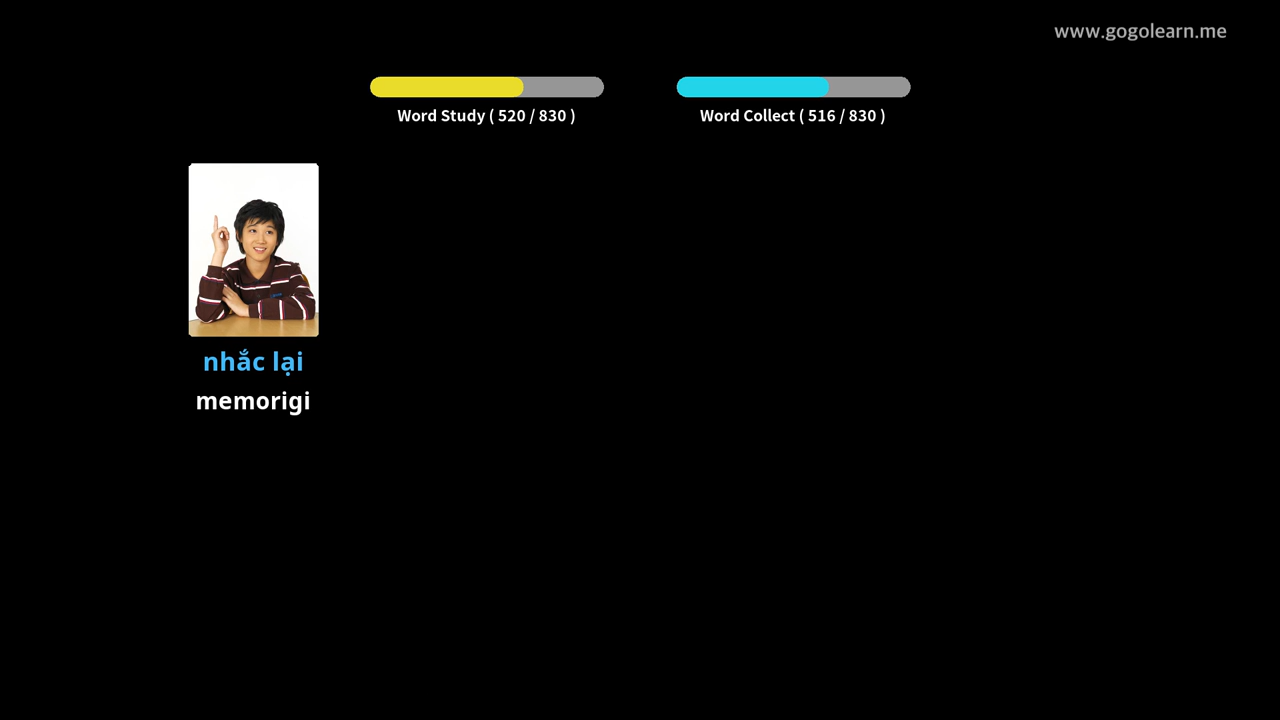 www.gogolearn.me
Word Study ( 520 / 830 )
Word Collect ( 516 / 830 )
nhắc lại
memorigi